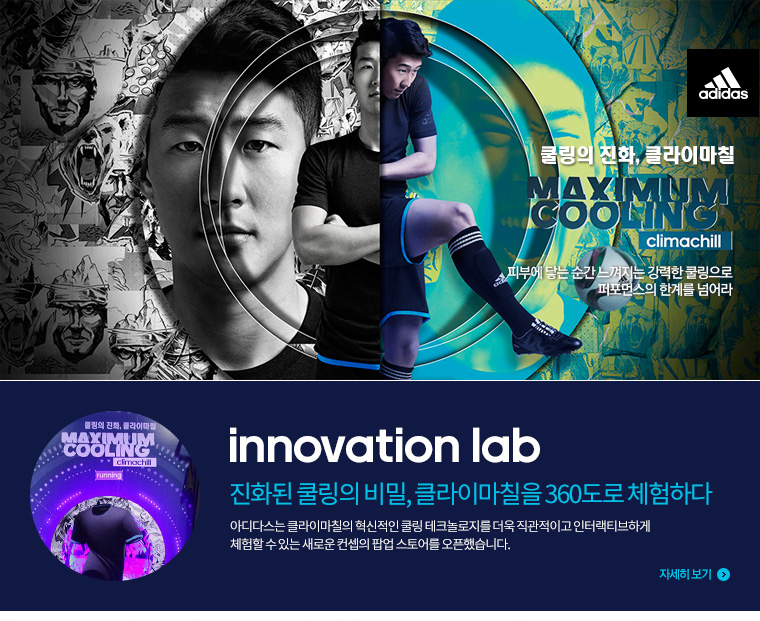 adidas
쿨링의 진화, 클라이마칠
MAXIMUM
COOLING
climachill
피부에 닿는 순간 느껴지는 강력한 쿨링으로
퍼포먼스의 한계를 넘어라
쿨링의 진화, 클라이마칠
MAXIMUM
COOLING
climachill
running
innovation lab
진화된 쿨링의 비밀, 클라이마칠을 360도로 체험하다
아디다스는 클라이마칠의 혁신적인 쿨링 테크놀로지를 더욱 직관적이고 인터랙티브하게
체험할 수 있는 새로운 컨셉의 팝업 스토어를 오픈했습니다.
자세히 보기